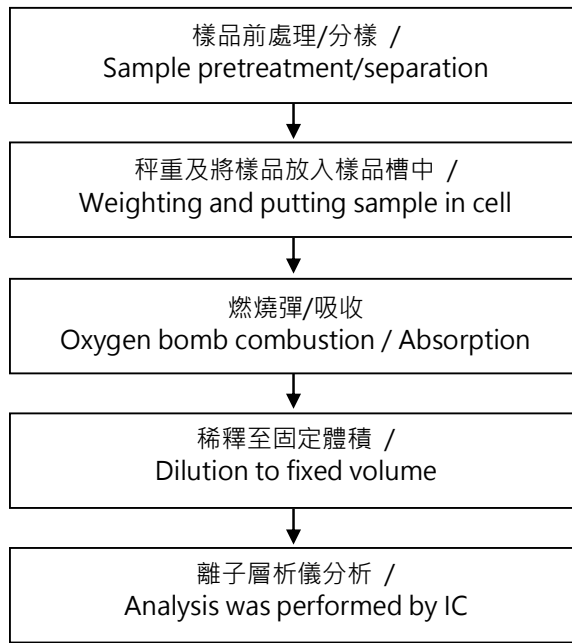 樣品前處理/分樣 /
Sample pretreatment/separation
秤重及將樣品放入樣品槽中 /
Weighting and putting sample in cell
燃燒彈/吸收
Oxygen bomb combustion / Absorption
稀釋至固定體積 /
Dilution to fixed volume
離子層析儀分析 /
Analysis was performed by IC